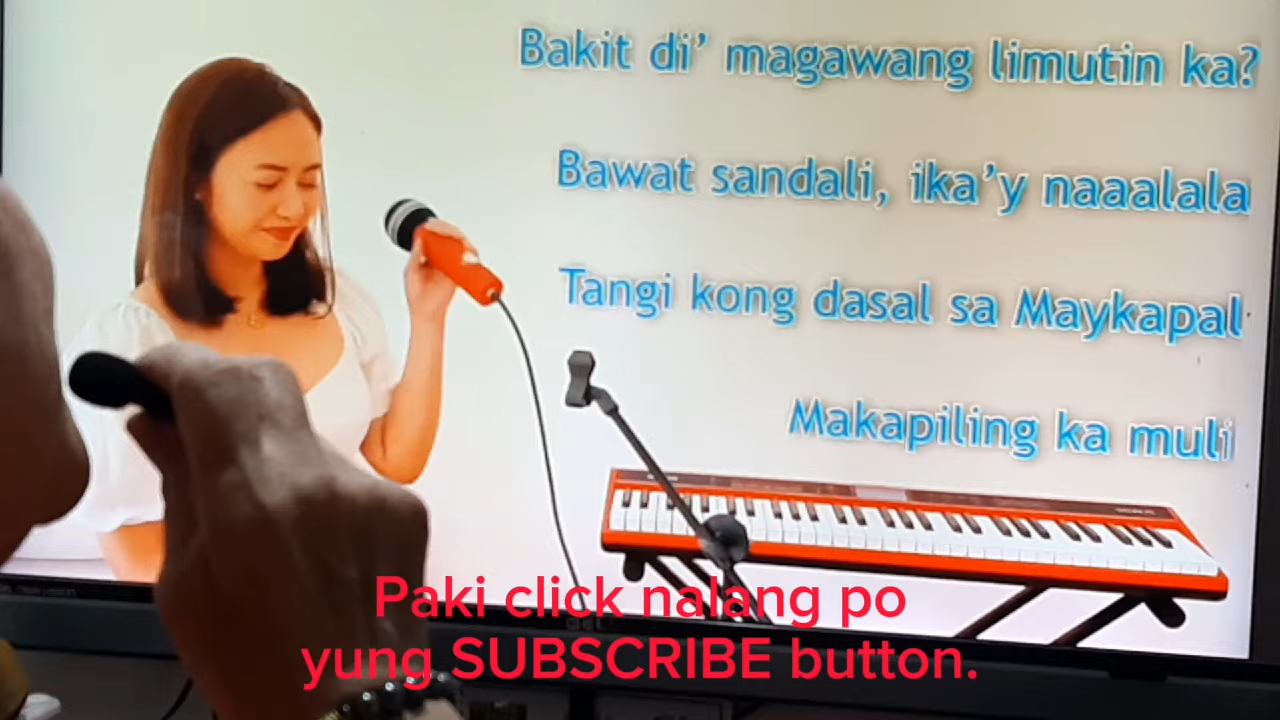 Bakit di’ magawang limutin ka?
Bawat sandali, ika’y naaalala
Tangi kong dasal sa Maykapal
Makapiling ka muli
Paki click nalang po
yung SUBSCRIBE button.